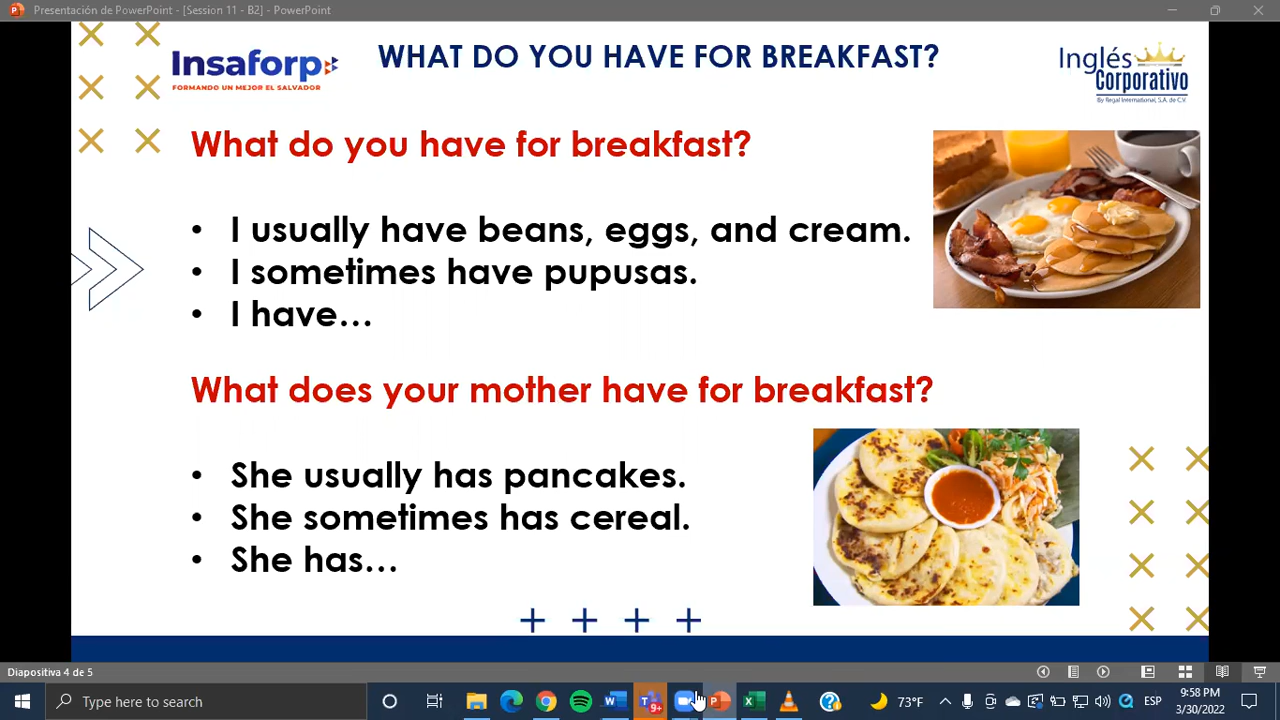 Presentación de PowerPoint - [Session 11 - B2] - PowerPoint
Insaforp
FORMANDO UN MEJOR EL SALVADOR
WHAT DO YOU HAVE FOR BREAKFAST?
Inglés
Corporativo
By Regal International, S.A. de C.V.
What do you have for breakfast?
• I usually have beans, eggs, and cream.
• I sometimes have pupusas.
• I have…
What does your mother have for breakfast?
• She usually has pancakes.
• She sometimes has cereal.
• She has…
Diapositiva 4 de 5
Type here to search
9+
73°F
ESP
9:58 PM
3/30/2022